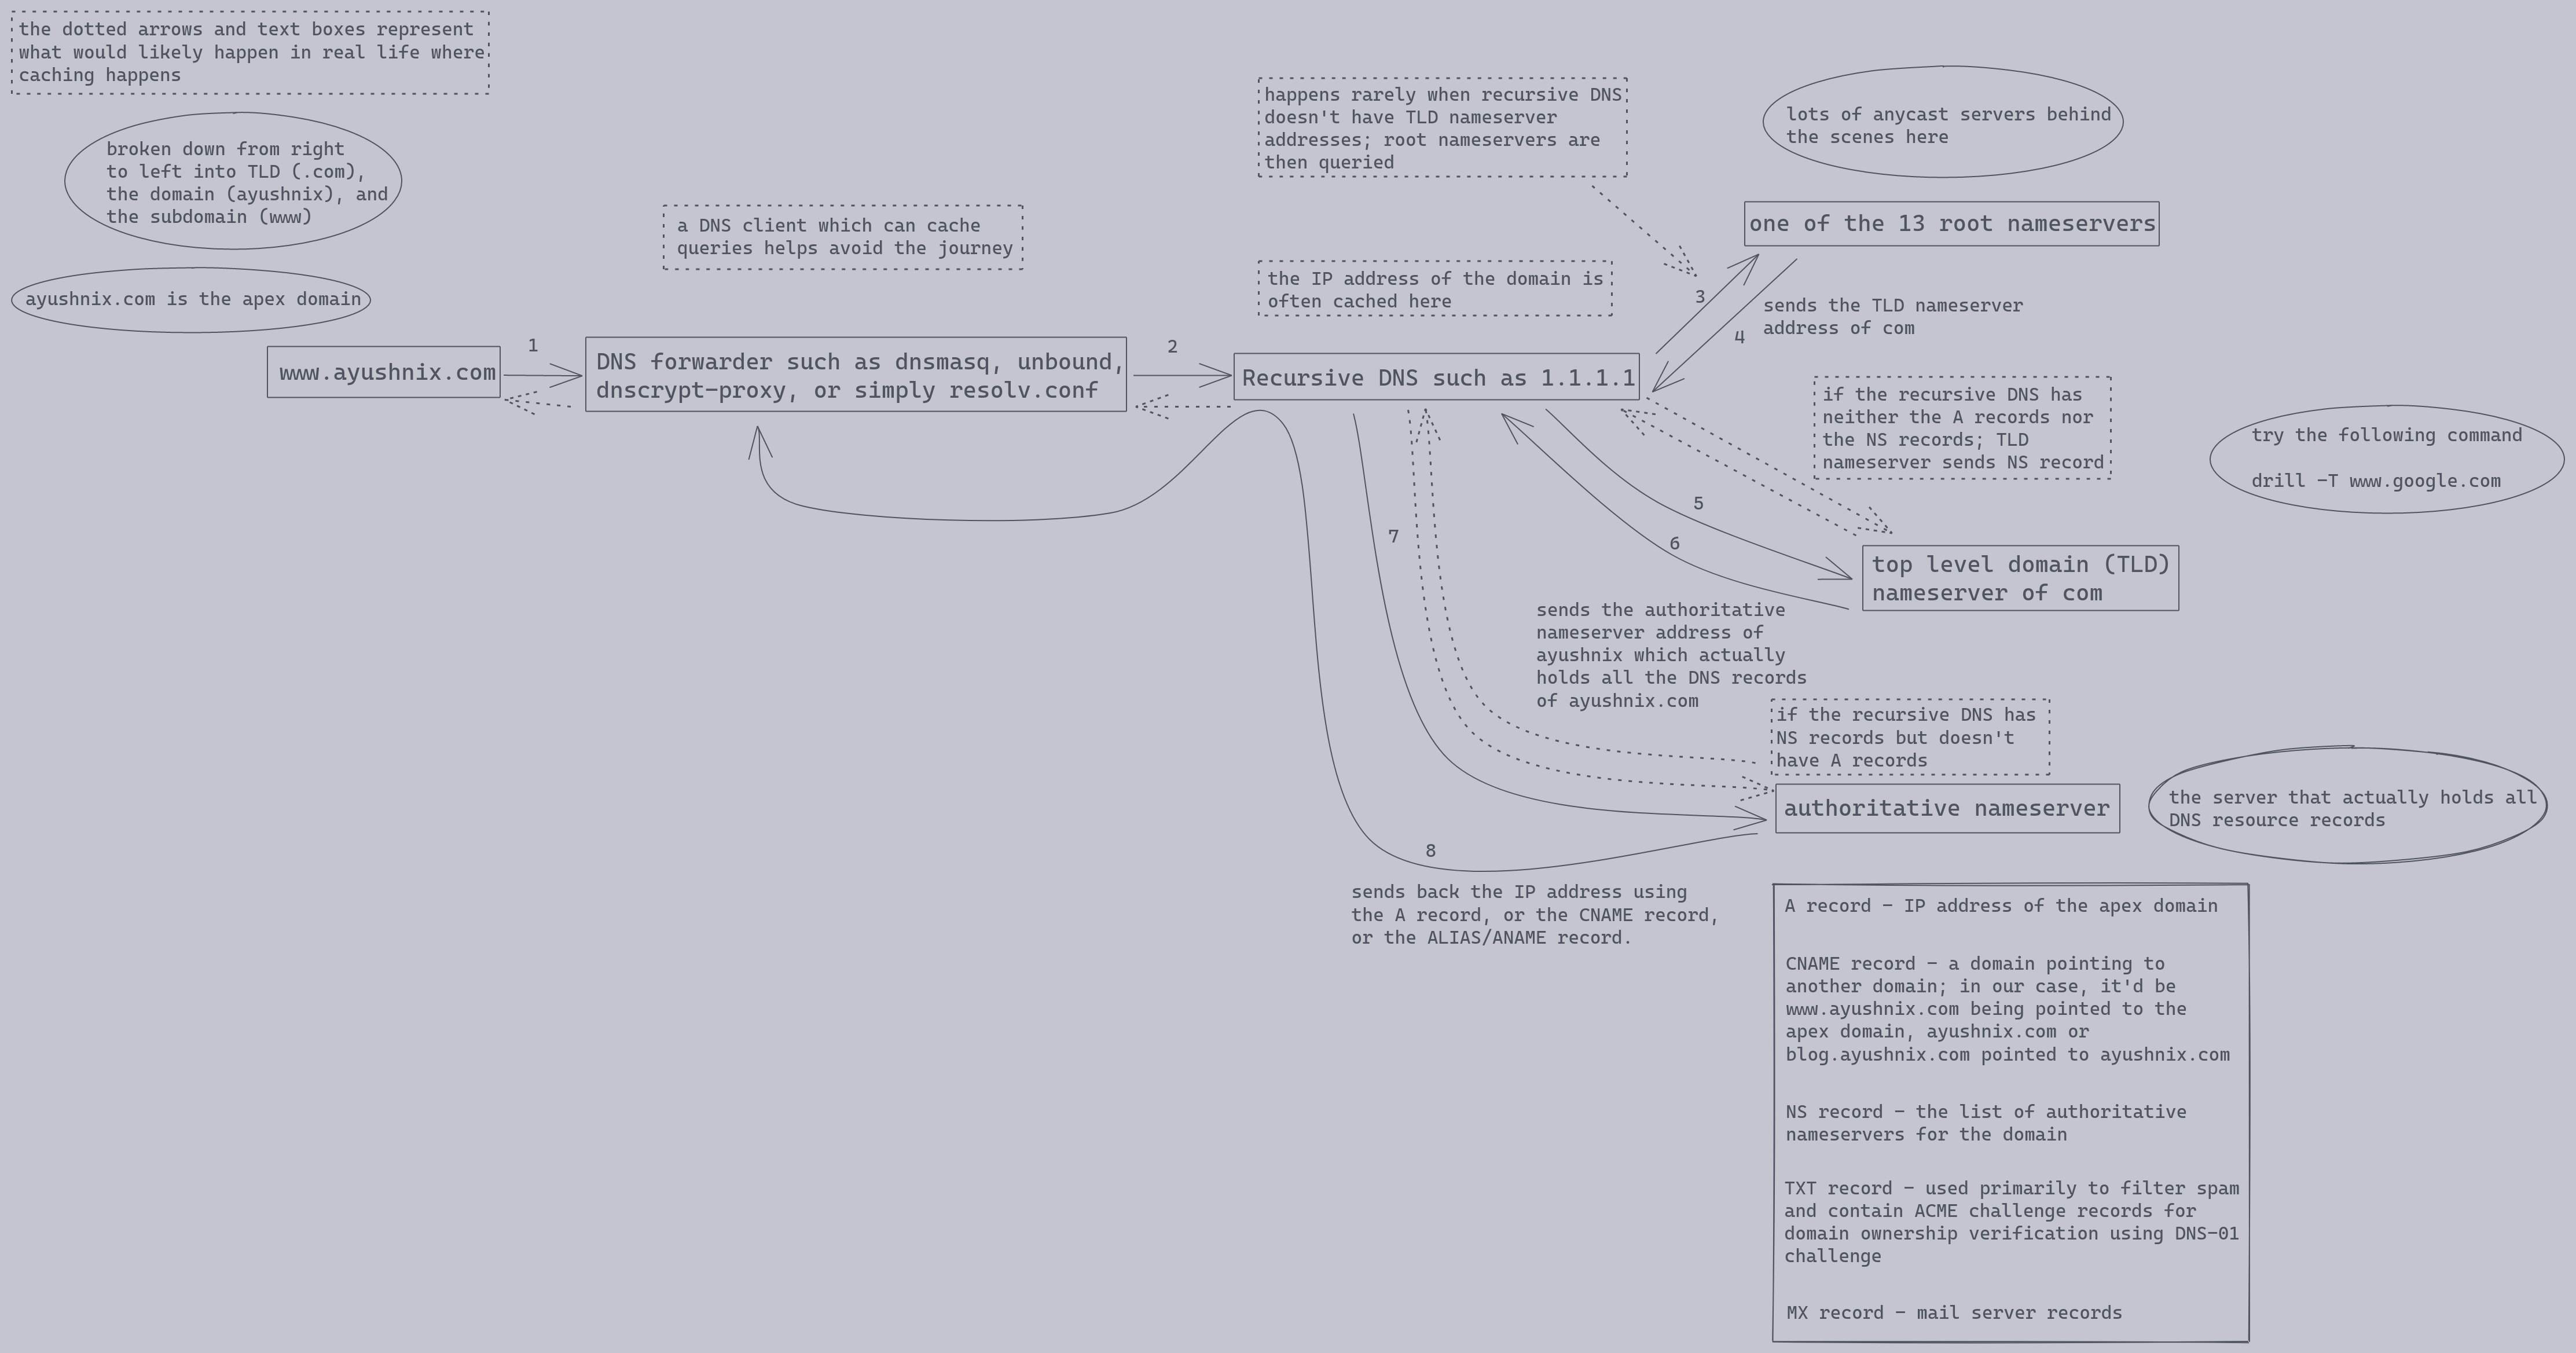 the dotted arrows and text boxes represent
what would likely happen in real life where
caching happens
broken down from right
to left into TLD (.com),
the domain (ayushnix), and
the subdomain (www)
ayushnix.com is the apex domain
www.ayushnix.com
1
a DNS client which can cache
queries helps avoid the journey
DNS forwarder such as dnsmasq, unbound,
dnscrypt-proxy, or simply resolv.conf
2
happens rarely when recursive DNS
doesn't have TLD nameserver
addresses; root nameservers are
then queried
the IP address of the domain is
often cached here
Recursive DNS such as 1.1.1.1
lots of anycast servers behind
the scenes here
one of the 13 root nameservers
3
4
sends the TLD nameserver
address of com
if the recursive DNS has
neither the A records nor
the NS records; TLD
nameserver sends NS record
try the following command
drill -T www.google.com
5
6
top level domain (TLD)
nameserver of com
7
sends the authoritative
nameserver address of
ayushnix which actually
holds all the DNS records
of ayushnix.com
if the recursive DNS has
NS records but doesn't
have A records
authoritative nameserver
the server that actually holds all
DNS resource records
8
sends back the IP address using
the A record, or the CNAME record,
or the ALIAS/ANAME record.
A record - IP address of the apex domain
CNAME record - a domain pointing to
another domain; in our case, it'd be
www.ayushnix.com being pointed to the
apex domain, ayushnix.com or
blog.ayushnix.com pointed to ayushnix.com
NS record - the list of authoritative
nameservers for the domain
TXT record - used primarily to filter spam
and contain ACME challenge records for
domain ownership verification using DNS-01
challenge
MX record - mail server records